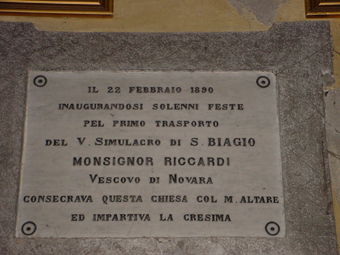 IL 22 FEBBRAIO 1890
INAUGURANDOSI SOLENNI FESTE
PEL PRIMO TRASPORTO
DEL V. SIMULACRO DI S. BIAGIO
MONSIGNOR RICCARDI
VESCOVO DI NOVARA
CONSECRAVA QUESTA CHIESA COL M. ALTARE
ED IMPARTIVA LA CRESIMA